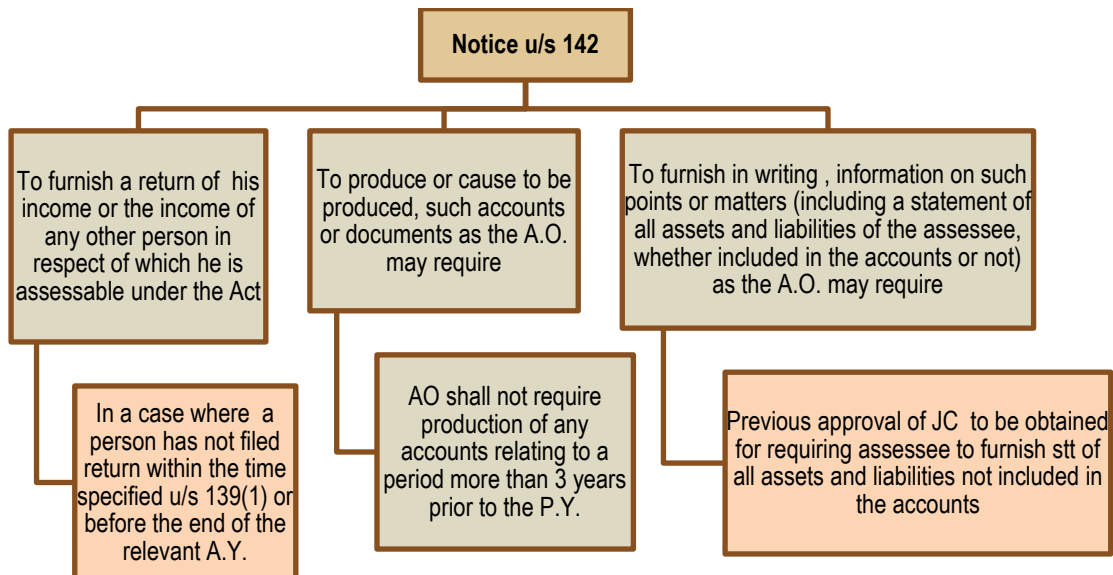 Notice u/s 142
To furnish a return of his
income or the income of
any other person in
respect of which he is
assessable under the Act
To produce or cause to be
produced, such accounts
or documents as the A.O.
may require
To furnish in writing , information on such
points or matters (including a statement of
all assets and liabilities of the assessee,
whether included in the accounts or not)
as the A.O. may require
In a case where a
person has not filed
return within the time
specified u/s 139(1) or
before the end of the
relevant A.Y.
AO shall not require
production of any
accounts relating to a
period more than 3 years
prior to the P.Y.
Previous approval of JC to be obtained
for requiring assessee to furnish stt of
all assets and liabilities not included in
the accounts